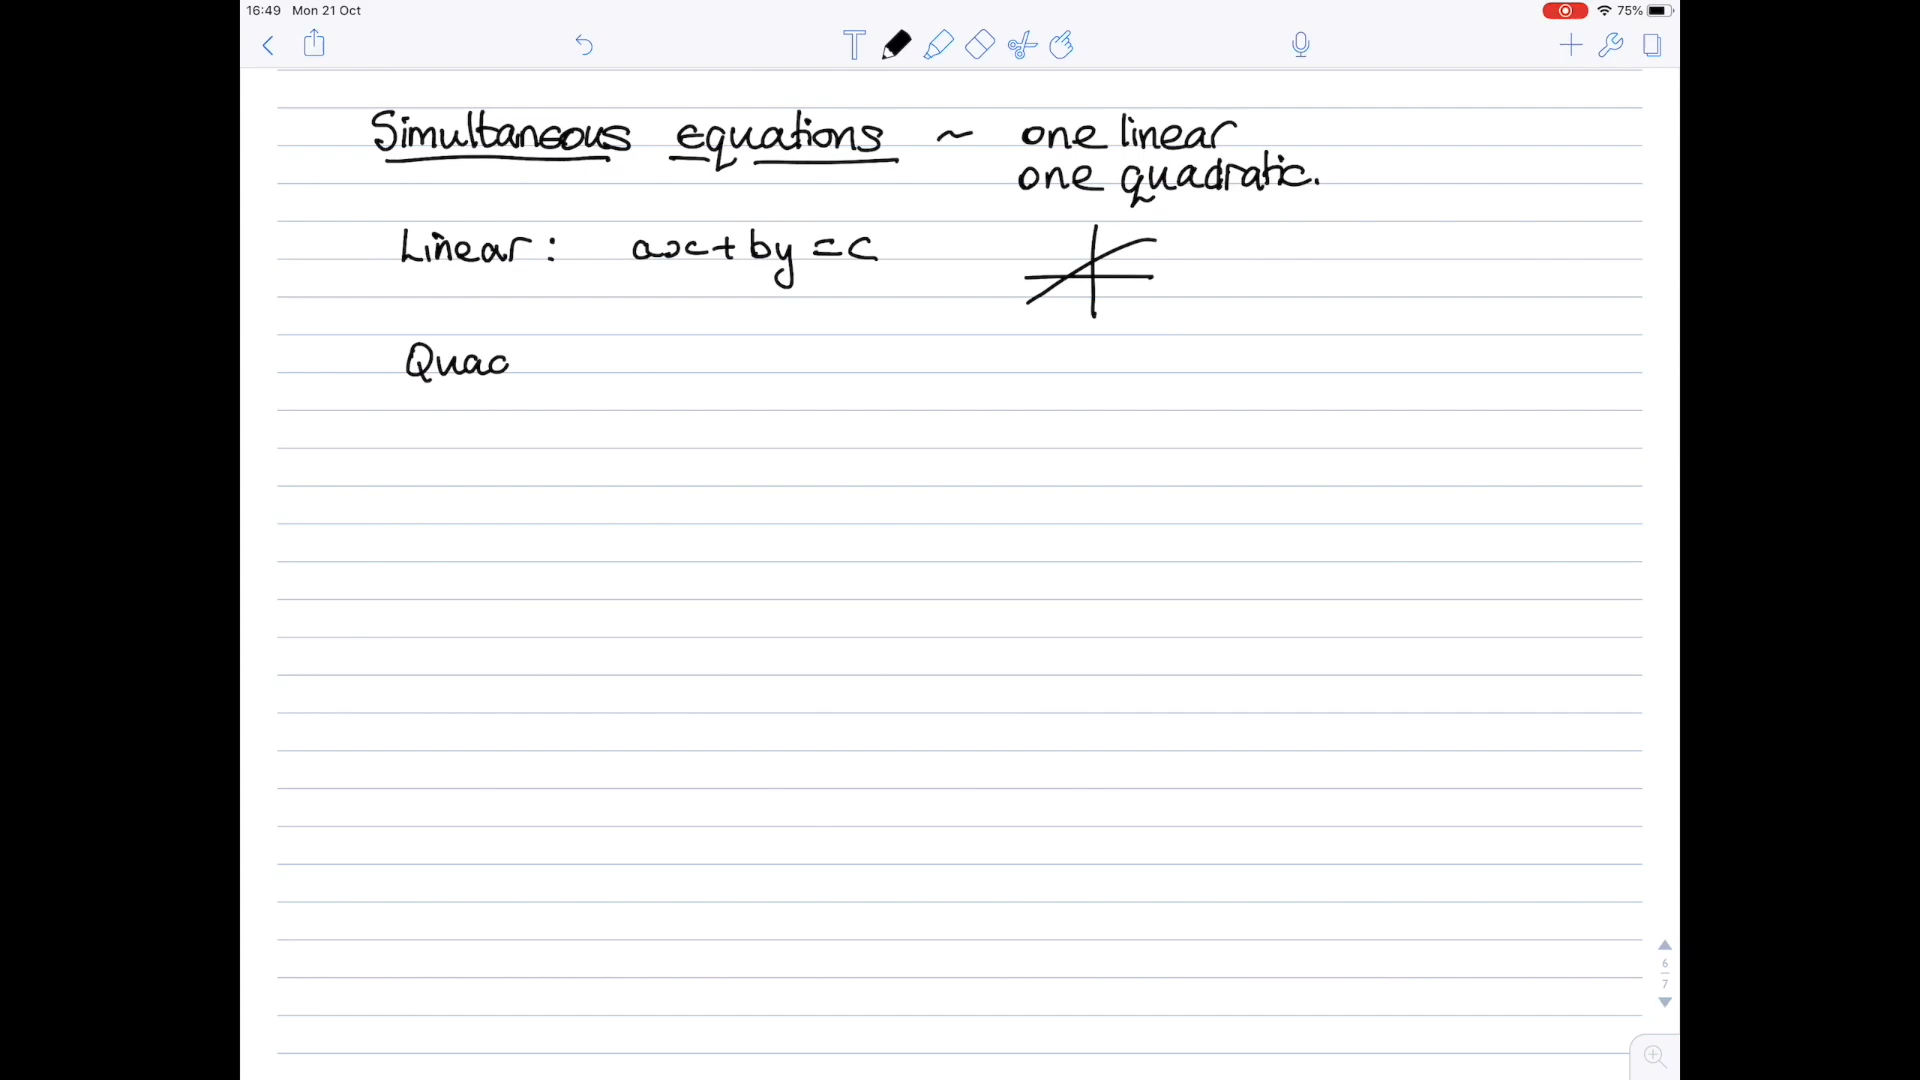 16:49 Mon 21 Oct 75%
T
Simultaneous equations ~ one linear
one quadratic.
Linear: ax + by = c
Quac
6
7